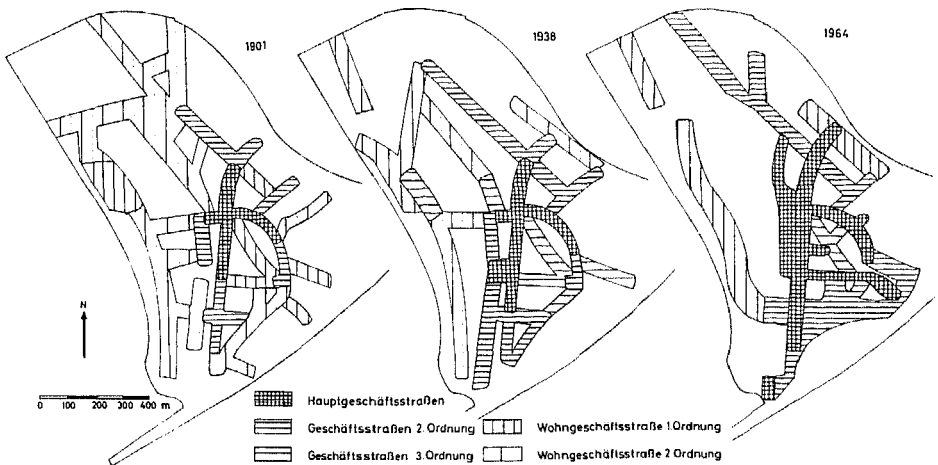 1901
1938
1964
N
0 100 200 300 400 m
Hauptgeschäftsstraßen
Geschäftsstraßen 2. Ordnung
Wohngeschäftsstraße 1. Ordnung
Geschäftsstraßen 3. Ordnung
Wohngeschäftsstraße 2 Ordnung